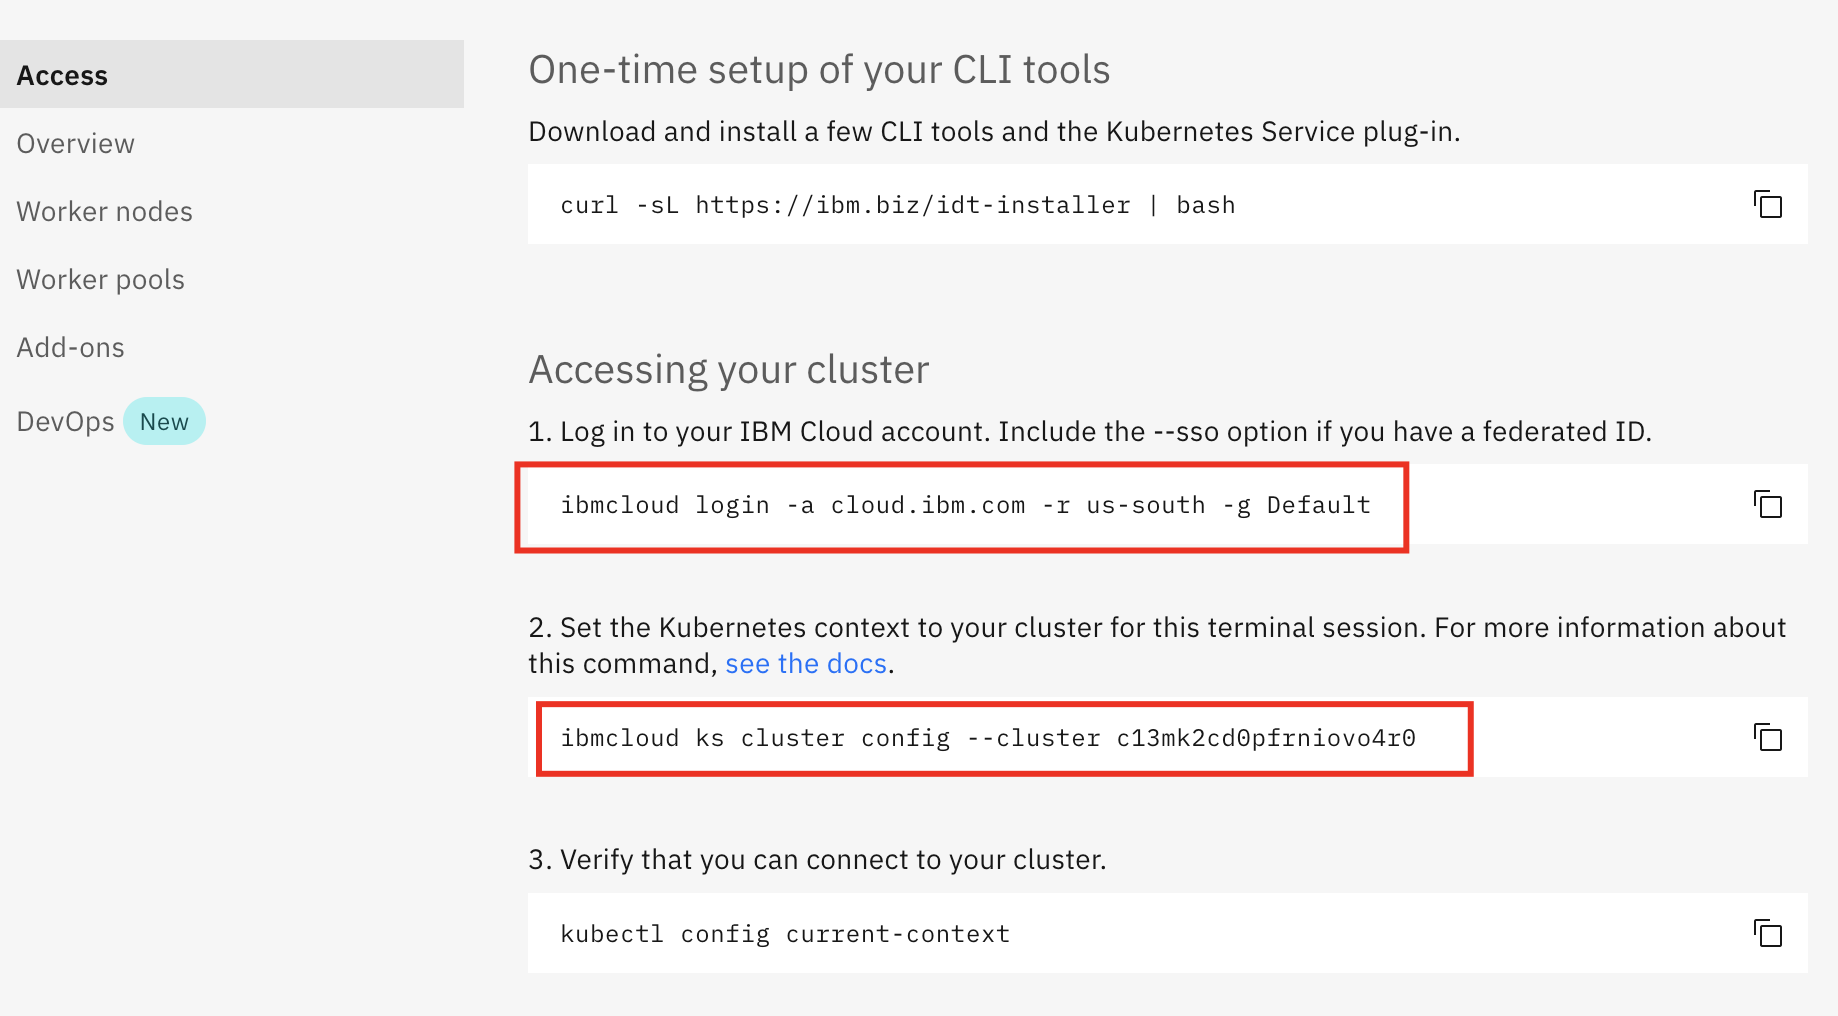 Access
Overview
Worker nodes
Worker pools
Add-ons
DevOps New
One-time setup of your CLI tools
Download and install a few CLI tools and the Kubernetes Service plug-in.
curl -sL https://ibm.biz/idt-installer | bash
Accessing your cluster
1. Log in to your IBM Cloud account. Include the --sso option if you have a federated ID.
ibmcloud login -a cloud.ibm.com -r us-south -g Default
2. Set the Kubernetes context to your cluster for this terminal session. For more information about
this command, see the docs.
ibmcloud ks cluster config --cluster c13mk2cd0pfrniovo4r0
3. Verify that you can connect to your cluster.
kubectl config current-context